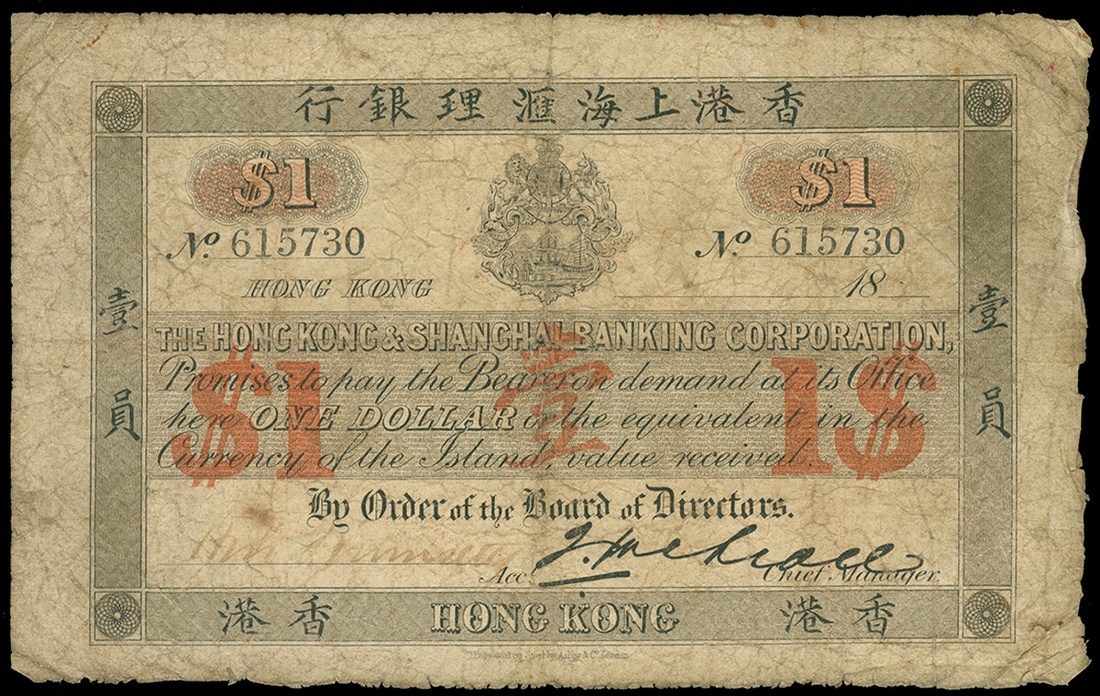 香港上海滙理銀行
$1
$1
No. 615730
No. 615730
HONG KONG
18
壹員
壹員
THE HONG KONG & SHANGHAI BANKING CORPORATION,
Promises to pay the Bearer on demand at its Office
here ONE DOLLAR or the equivalent in the
Currency of the Island, value received.
$1
壹
1$
By Order of the Board of Directors.
Acc
Chief Manager.
香港
HONG KONG
香港